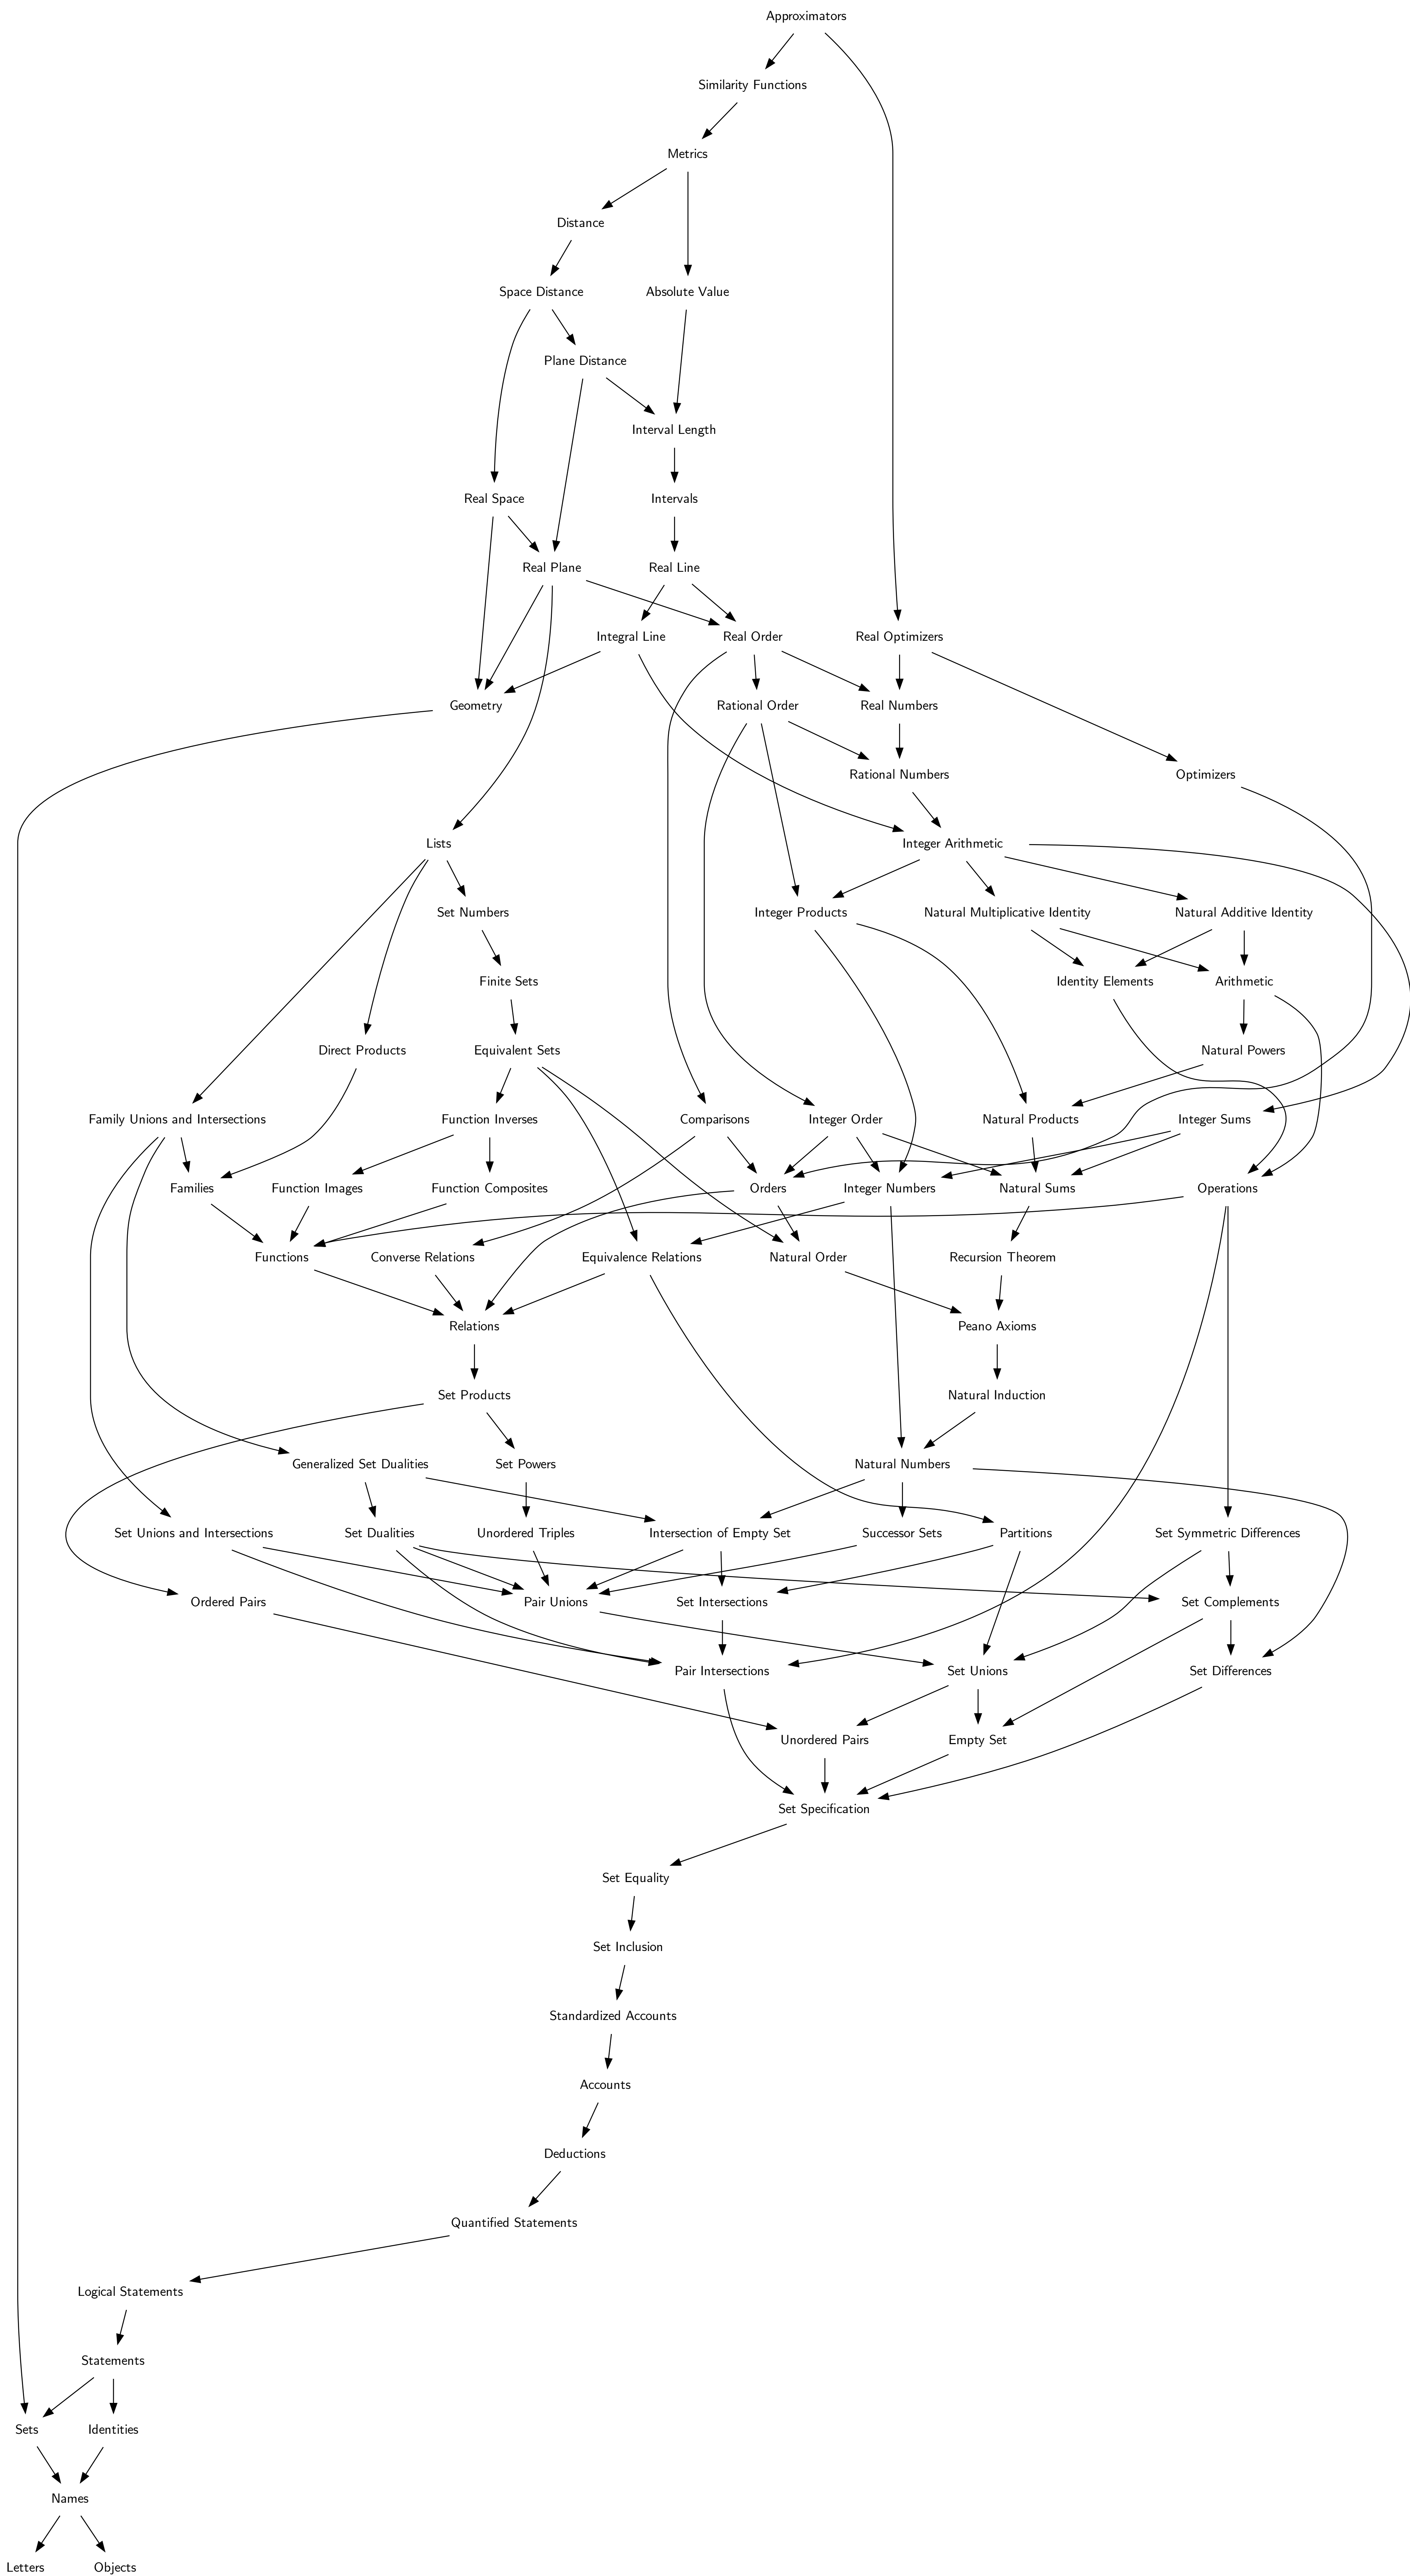 Approximators
Similarity Functions
Metrics
Distance
Space Distance
Absolute Value
Plane Distance
Interval Length
Real Space
Intervals
Real Plane
Real Line
Integral Line
Real Order
Real Optimizers
Geometry
Rational Order
Real Numbers
Rational Numbers
Optimizers
Lists
Integer Arithmetic
Set Numbers
Integer Products
Natural Multiplicative Identity
Natural Additive Identity
Finite Sets
Identity Elements
Arithmetic
Direct Products
Equivalent Sets
Natural Powers
Family Unions and Intersections
Function Inverses
Comparisons
Integer Order
Natural Products
Integer Sums
Families
Function Images
Function Composites
Orders
Integer Numbers
Natural Sums
Operations
Functions
Converse Relations
Equivalence Relations
Natural Order
Recursion Theorem
Relations
Peano Axioms
Set Products
Natural Induction
Generalized Set Dualities
Set Powers
Natural Numbers
Set Unions and Intersections
Set Dualities
Unordered Triples
Intersection of Empty Set
Successor Sets
Partitions
Set Symmetric Differences
Ordered Pairs
Pair Unions
Set Intersections
Set Complements
Pair Intersections
Set Unions
Set Differences
Unordered Pairs
Empty Set
Set Specification
Set Equality
Set Inclusion
Standardized Accounts
Accounts
Deductions
Quantified Statements
Logical Statements
Statements
Sets
Identities
Names
Letters
Objects